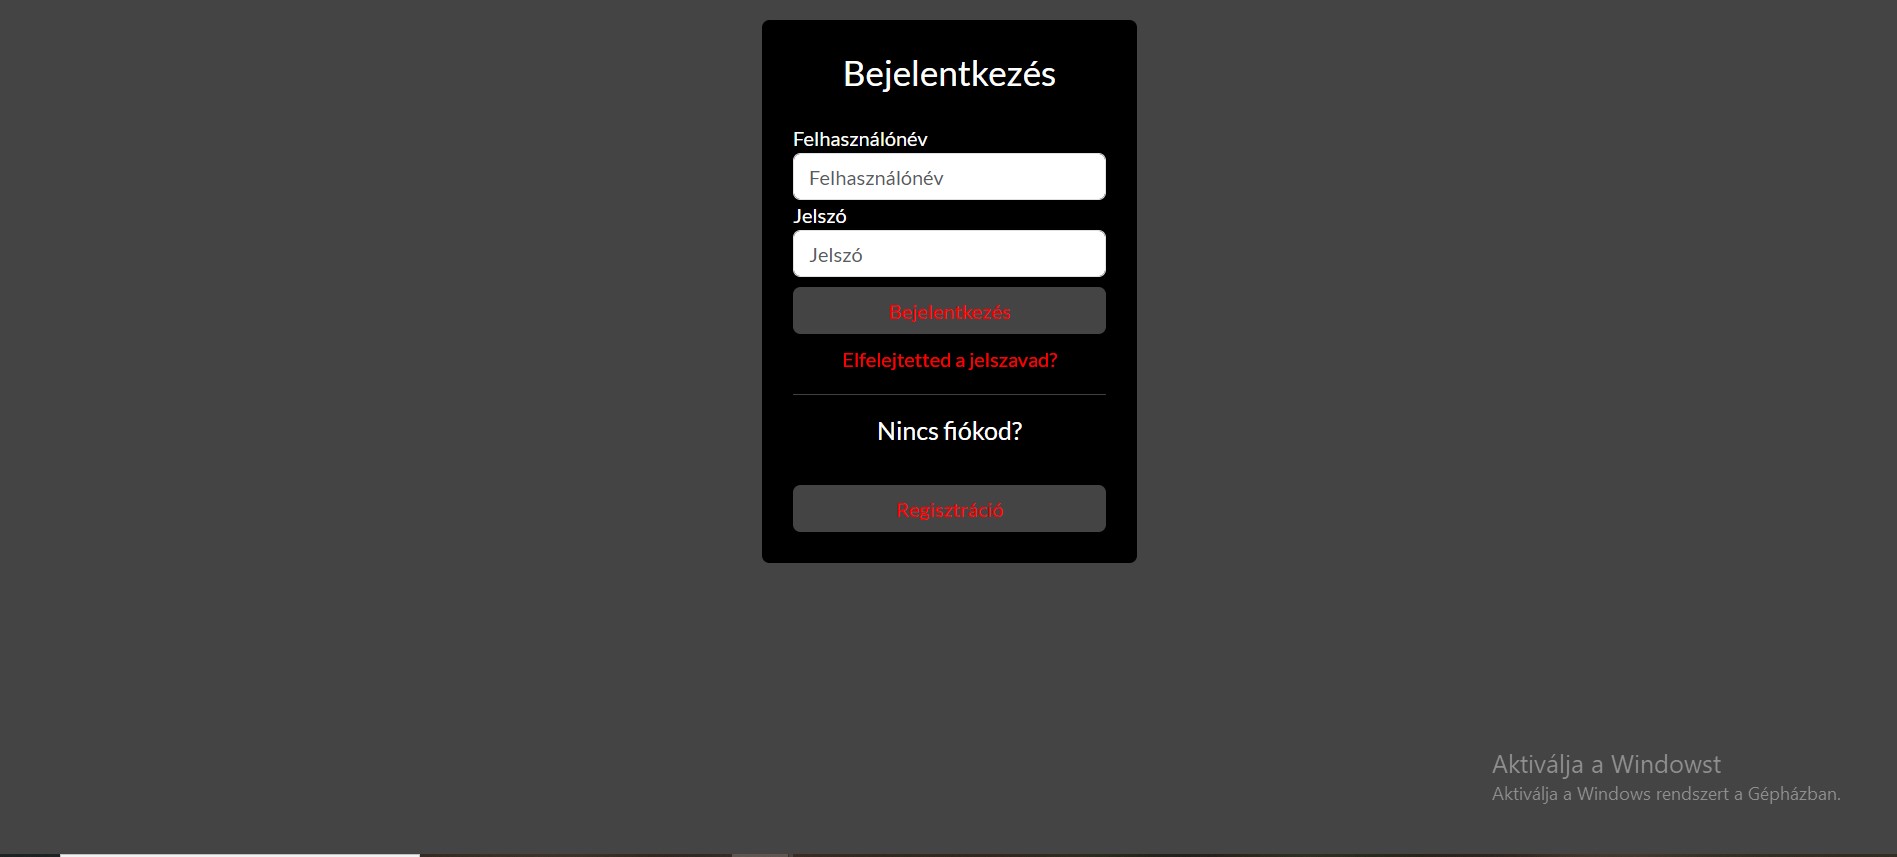 Bejelentkezés
Felhasználónév
Felhasználónév
Jelszó
Jelszó
Bejelentkezés
Elfelejtetted a jelszavad?
Nincs fiókod?
Regisztráció
Aktiválja a Windowst
Aktiválja a Windows rendszert a Gépházban.